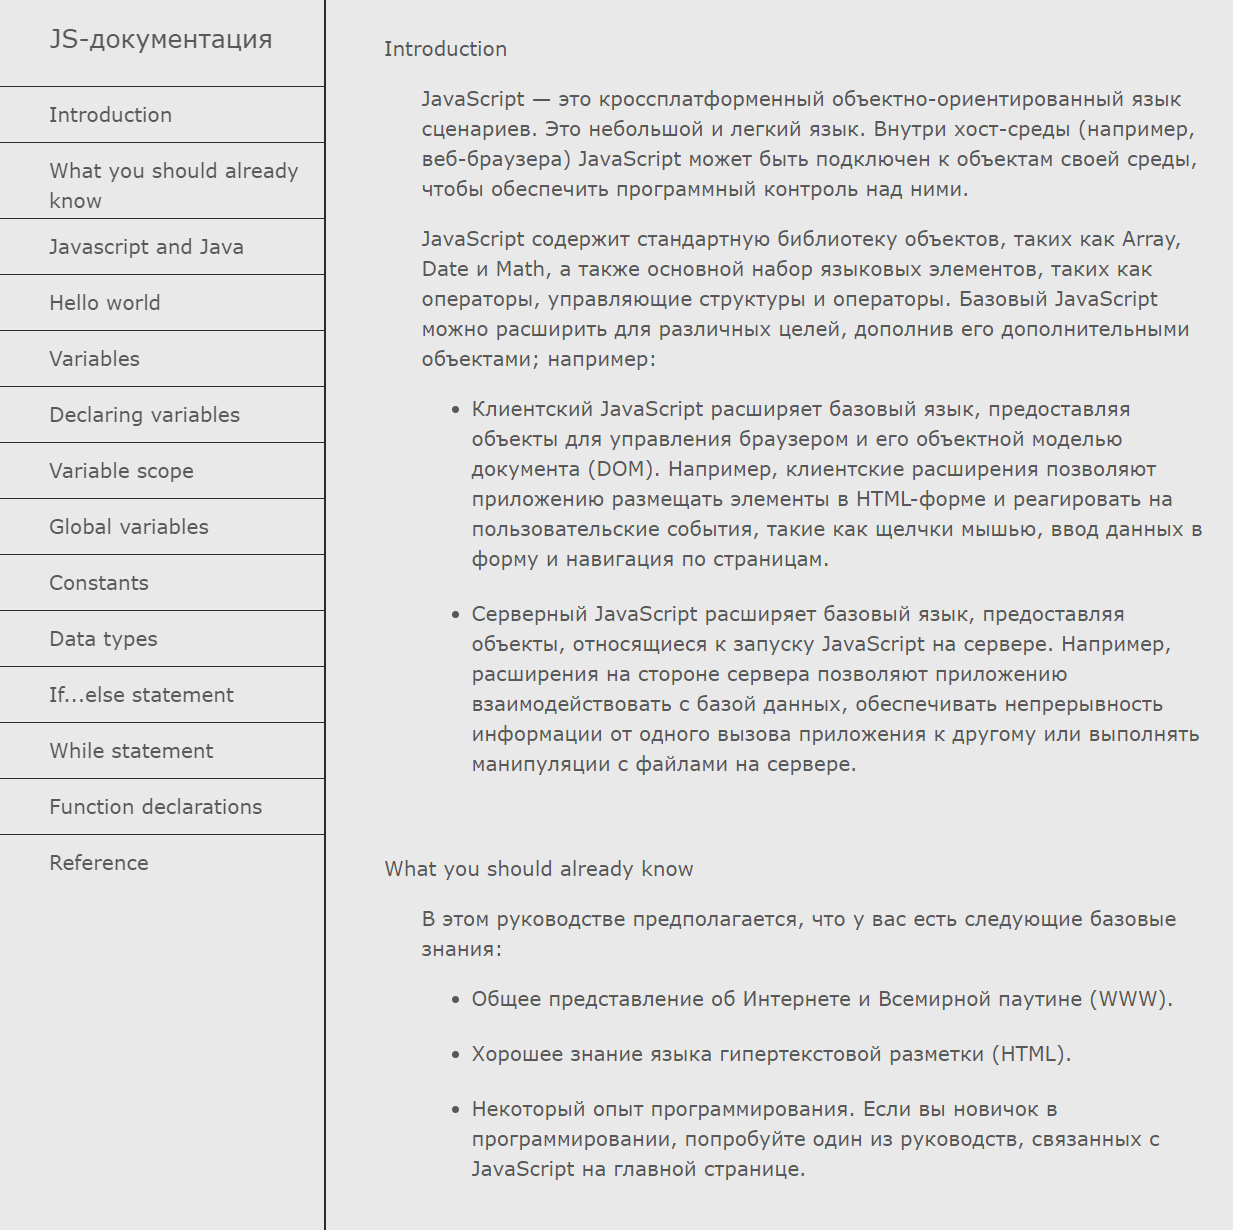 JS-документация
Introduction
What you should already
know
Javascript and Java
Hello world
Variables
Declaring variables
Variable scope
Global variables
Constants
Data types
If...else statement
While statement
Function declarations
Reference
Introduction
JavaScript — это кроссплатформенный объектно-ориентированный язык
сценариев. Это небольшой и легкий язык. Внутри хост-среды (например,
веб-браузера) JavaScript может быть подключен к объектам своей среды,
чтобы обеспечить программный контроль над ними.
JavaScript содержит стандартную библиотеку объектов, таких как Array,
Date и Math, а также основной набор языковых элементов, таких как
операторы, управляющие структуры и операторы. Базовый JavaScript
можно расширить для различных целей, дополнив его дополнительными
объектами; например:
• Клиентский JavaScript расширяет базовый язык, предоставляя
объекты для управления браузером и его объектной моделью
документа (DOM). Например, клиентские расширения позволяют
приложению размещать элементы в HTML-форме и реагировать на
пользовательские события, такие как щелчки мышью, ввод данных в
форму и навигация по страницам.
• Серверный JavaScript расширяет базовый язык, предоставляя
объекты, относящиеся к запуску JavaScript на сервере. Например,
расширения на стороне сервера позволяют приложению
взаимодействовать с базой данных, обеспечивать непрерывность
информации от одного вызова приложения к другому или выполнять
манипуляции с файлами на сервере.
What you should already know
В этом руководстве предполагается, что у вас есть следующие базовые
знания:
• Общее представление об Интернете и Всемирной паутине (WWW).
• Хорошее знание языка гипертекстовой разметки (HTML).
• Некоторый опыт программирования. Если вы новичок в
программировании, попробуйте один из руководств, связанных с
JavaScript на главной странице.